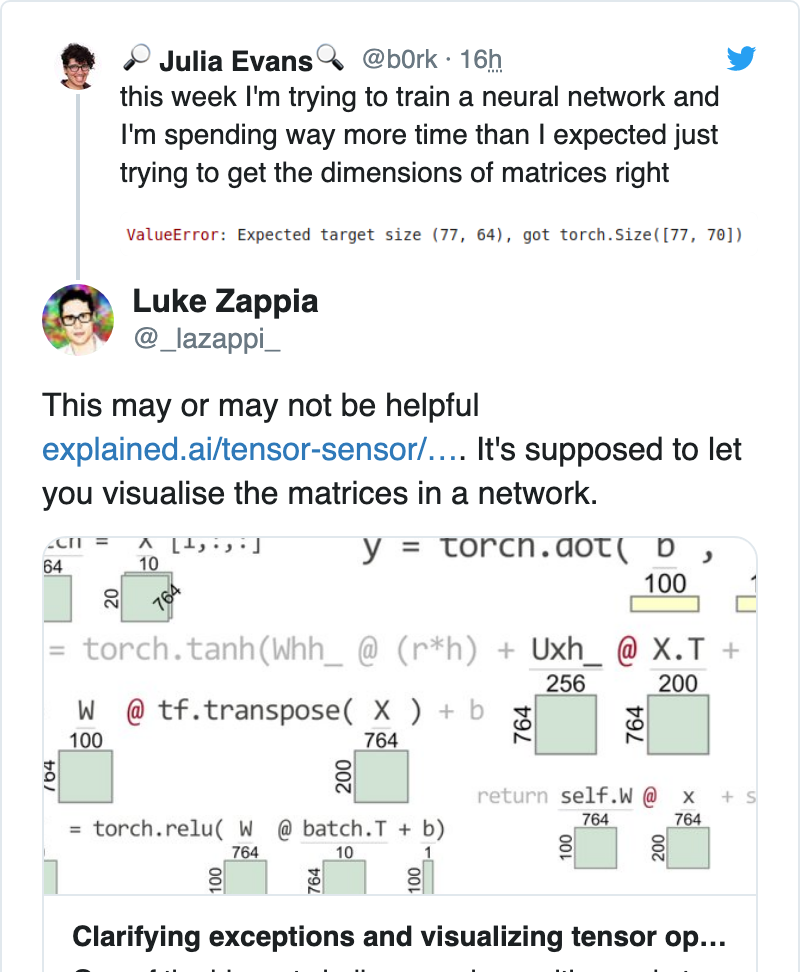 Julia Evans @b0rk · 16h
this week I'm trying to train a neural network and
I'm spending way more time than I expected just
trying to get the dimensions of matrices right
ValueError: Expected target size (77, 64), got torch.Size([77, 70])
Luke Zappia
@_lazappi_
This may or may not be helpful
explained.ai/tensor-sensor/…. It's supposed to let
you visualise the matrices in a network.
X [1,:,:]
y = torch.dot( b ,
64
10
100
20
764
= torch.tanh(Whh_ @ (r*h) + Uxh_ @ X.T +
256
200
764
764
W @ tf.transpose( X ) + b
100
764
764
200
return self.W @ x + s
764
764
100
200
= torch.relu( W @ batch.T + b)
764
10
1
100
764
100
Clarifying exceptions and visualizing tensor op...